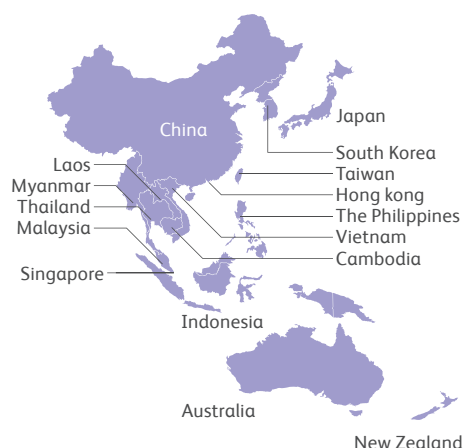 China
Japan
South Korea
Taiwan
Hong kong
The Philippines
Vietnam
Cambodia
Laos
Myanmar
Thailand
Malaysia
Singapore
Indonesia
Australia
New Zealand